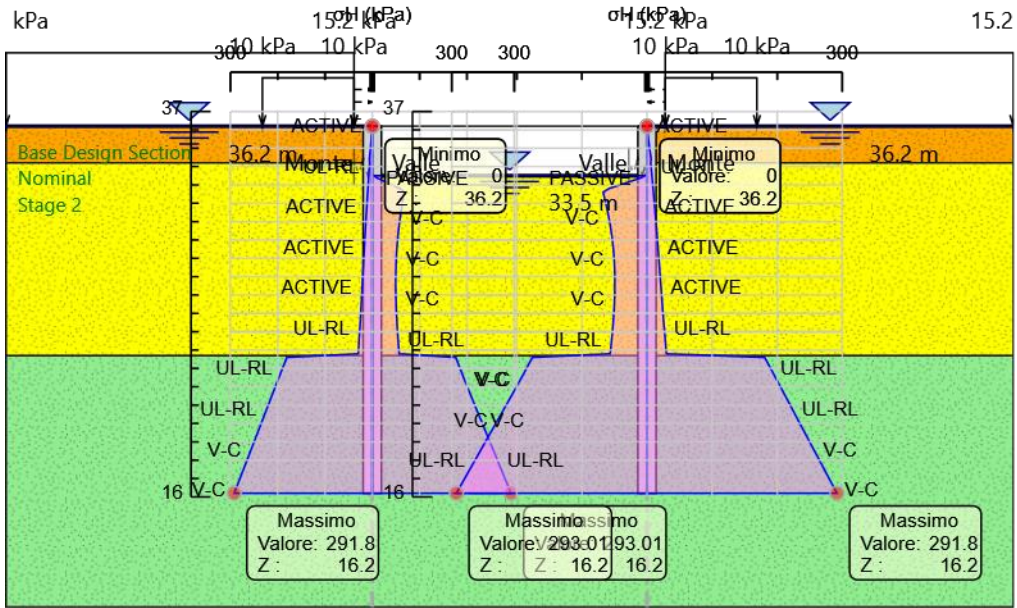 kPa
σH (kPa)
15.2 kPa
σH (kPa)
15.2 kPa
15.2
10 kPa
10 kPa
10 kPa
10 kPa
300
300
300
300
37
37
ACTIVE
ACTIVE
Base Design Section
Nominal
Stage 2
36.2 m
36.2 m
Monte
Valle
Valle
Monte
Minimo
Valore: 0
Z : 36.2
Minimo
Valore: 0
Z : 36.2
UL-RL
PASSIVE
PASSIVE
UL-RL
33.5 m
ACTIVE
V-C
V-C
ACTIVE
ACTIVE
V-C
V-C
ACTIVE
ACTIVE
V-C
V-C
ACTIVE
UL-RL
UL-RL
UL-RL
UL-RL
UL-RL
V-C
V-C
UL-RL
UL-RL
V-C
V-C
UL-RL
V-C
UL-RL
UL-RL
V-C
16
V-C
16
V-C
Massimo
Valore: 291.8
Z : 16.2
Massimo
Valore: 293.01
Z : 16.2
Massimo
Valore: 293.01
Z : 16.2
Massimo
Valore: 291.8
Z : 16.2